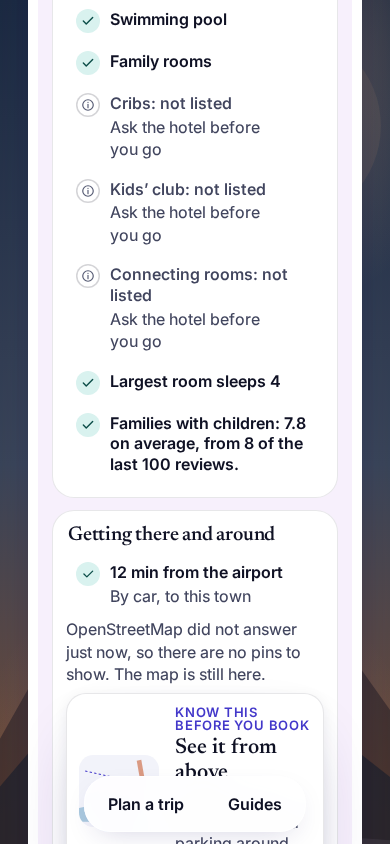 Swimming pool
Family rooms
Cribs: not listed
Ask the hotel before
you go
Kids’ club: not listed
Ask the hotel before
you go
Connecting rooms: not
listed
Ask the hotel before
you go
Largest room sleeps 4
Families with children: 7.8
on average, from 8 of the
last 100 reviews.
Getting there and around
12 min from the airport
By car, to this town
OpenStreetMap did not answer
just now, so there are no pins to
show. The map is still here.
KNOW THIS
BEFORE YOU BOOK
See it from
above
Plan a trip
Guides
parking around